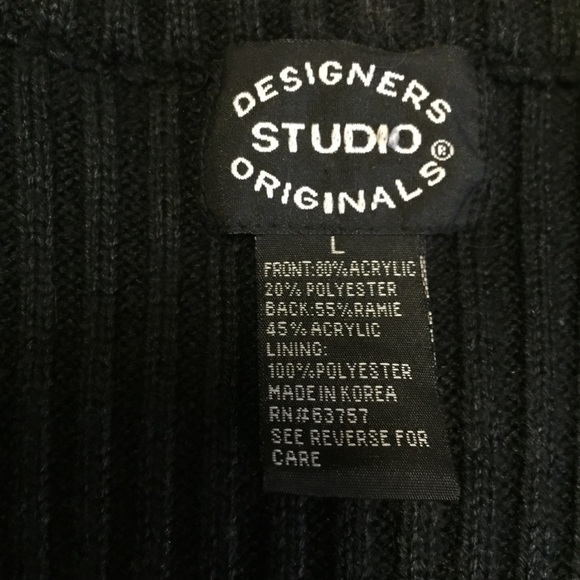 DESIGNERS
STUDIO ®
ORIGINALS
L
FRONT:80%ACRYLIC
20% POLYESTER
BACK:55%RAMIE
45% ACRYLIC
LINING:
100%POLYESTER
MADE IN KOREA
RN#63757
SEE REVERSE FOR
CARE